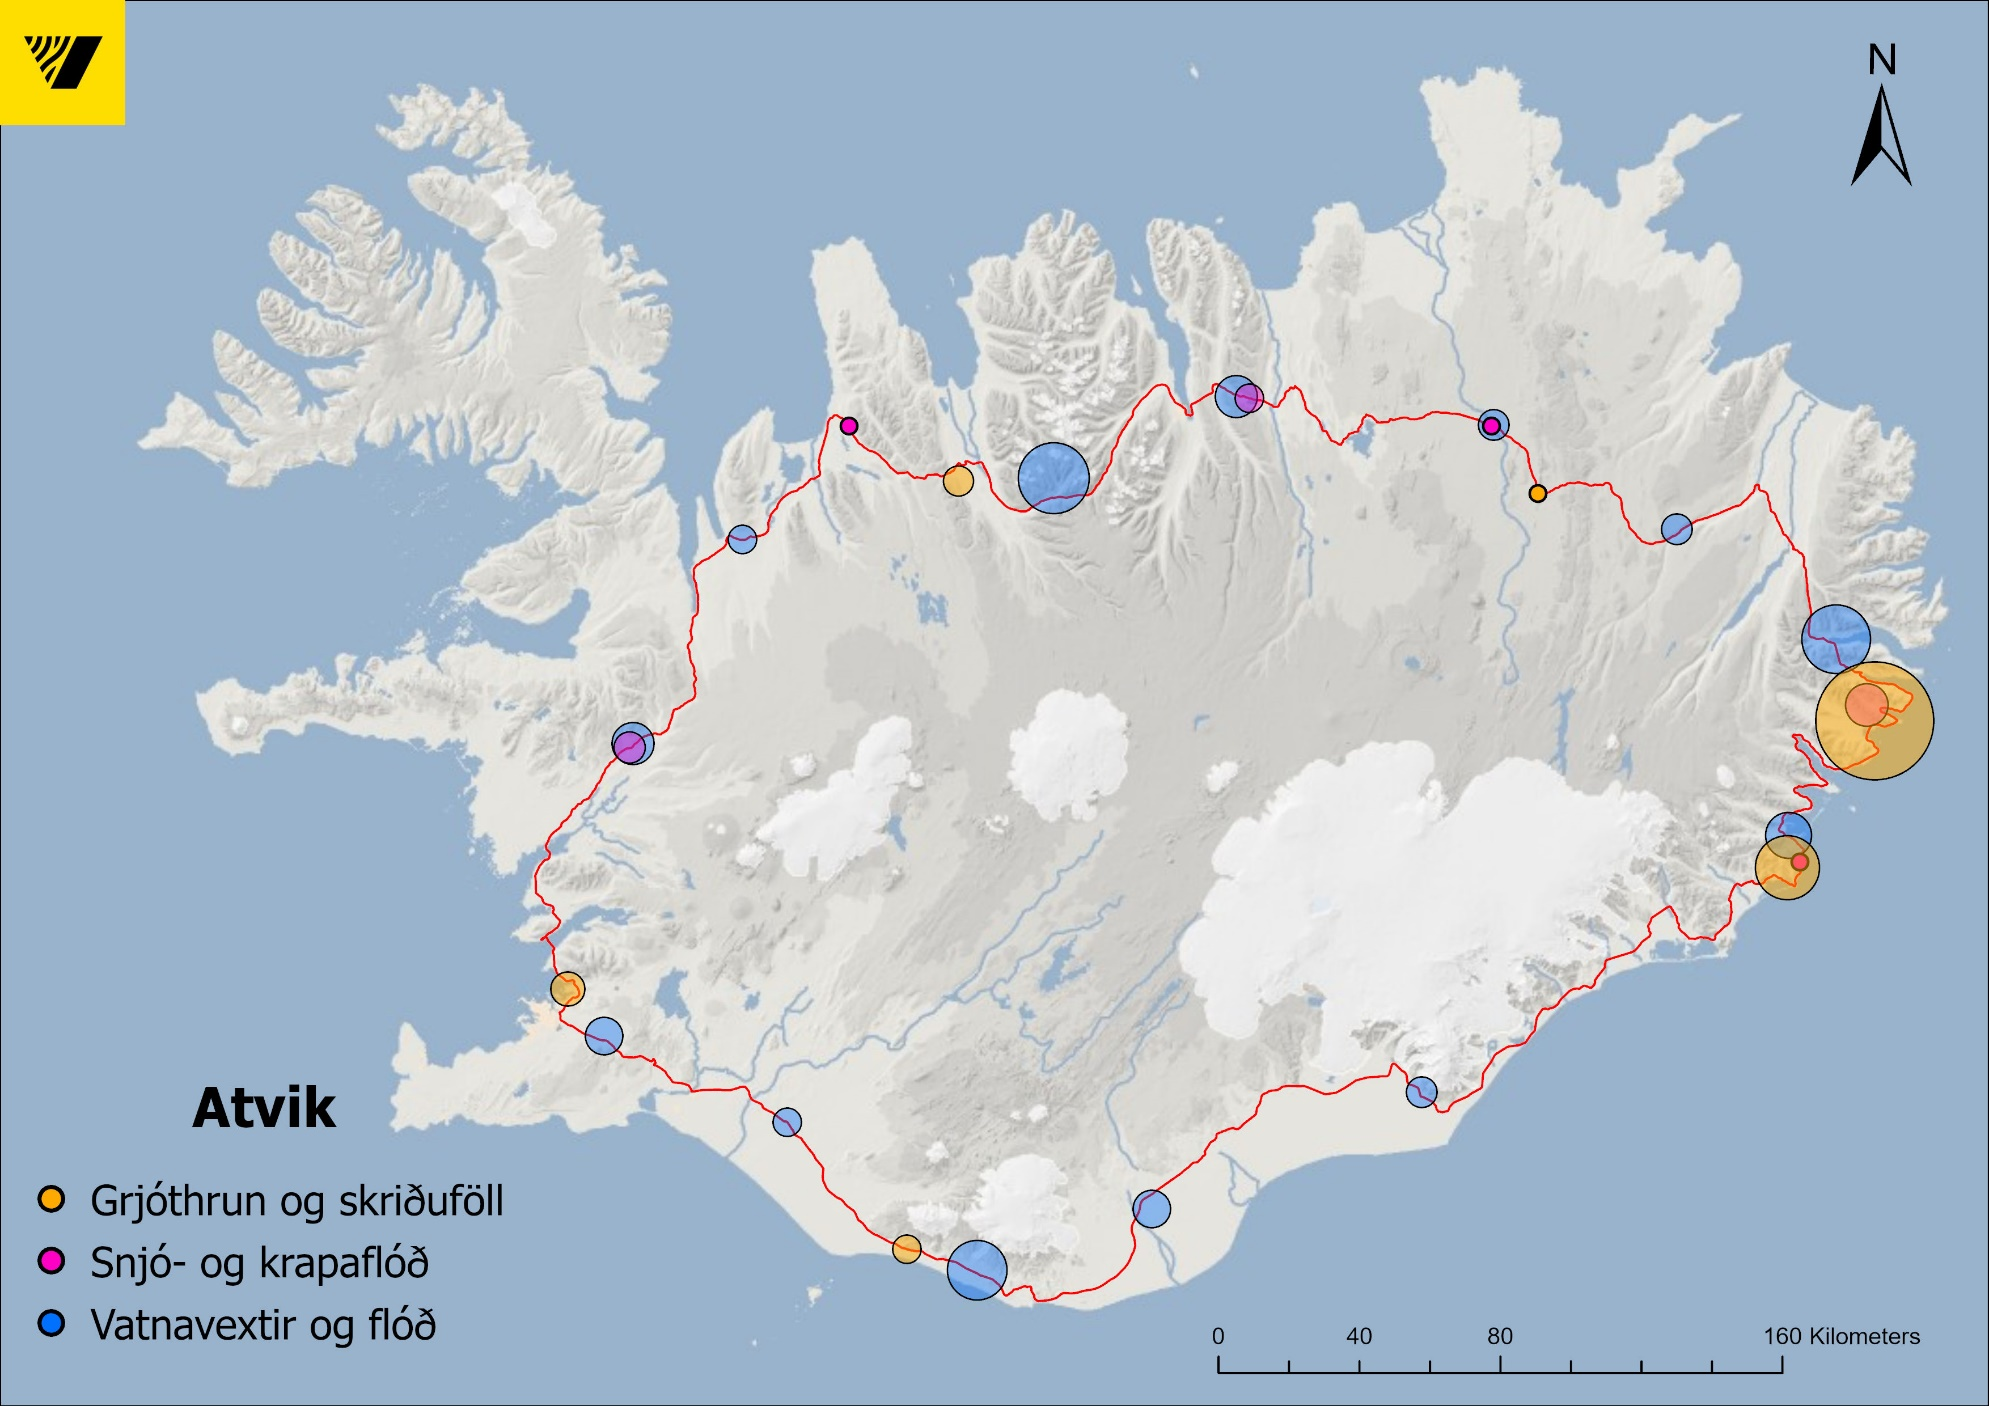 N
Atvik
Grjóthrun og skriðuföll
Snjó- og krapaflóð
Vatnavextir og flóð
0 40 80 160 Kilometers